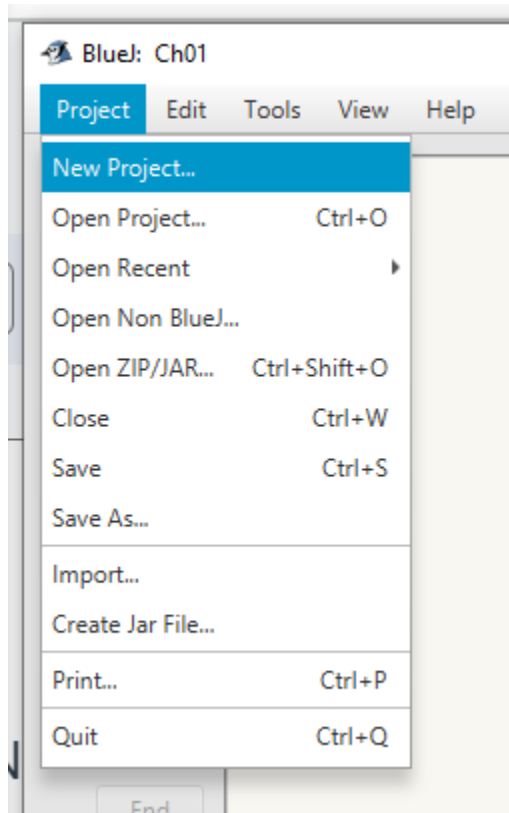 BlueJ: Ch01
Project Edit Tools View Help
New Project...
Open Project... Ctrl+O
Open Recent
Open Non BlueJ...
Open ZIP/JAR... Ctrl+Shift+O
Close Ctrl+W
Save Ctrl+S
Save As...
Import...
Create Jar File...
Print... Ctrl+P
Quit Ctrl+Q
End